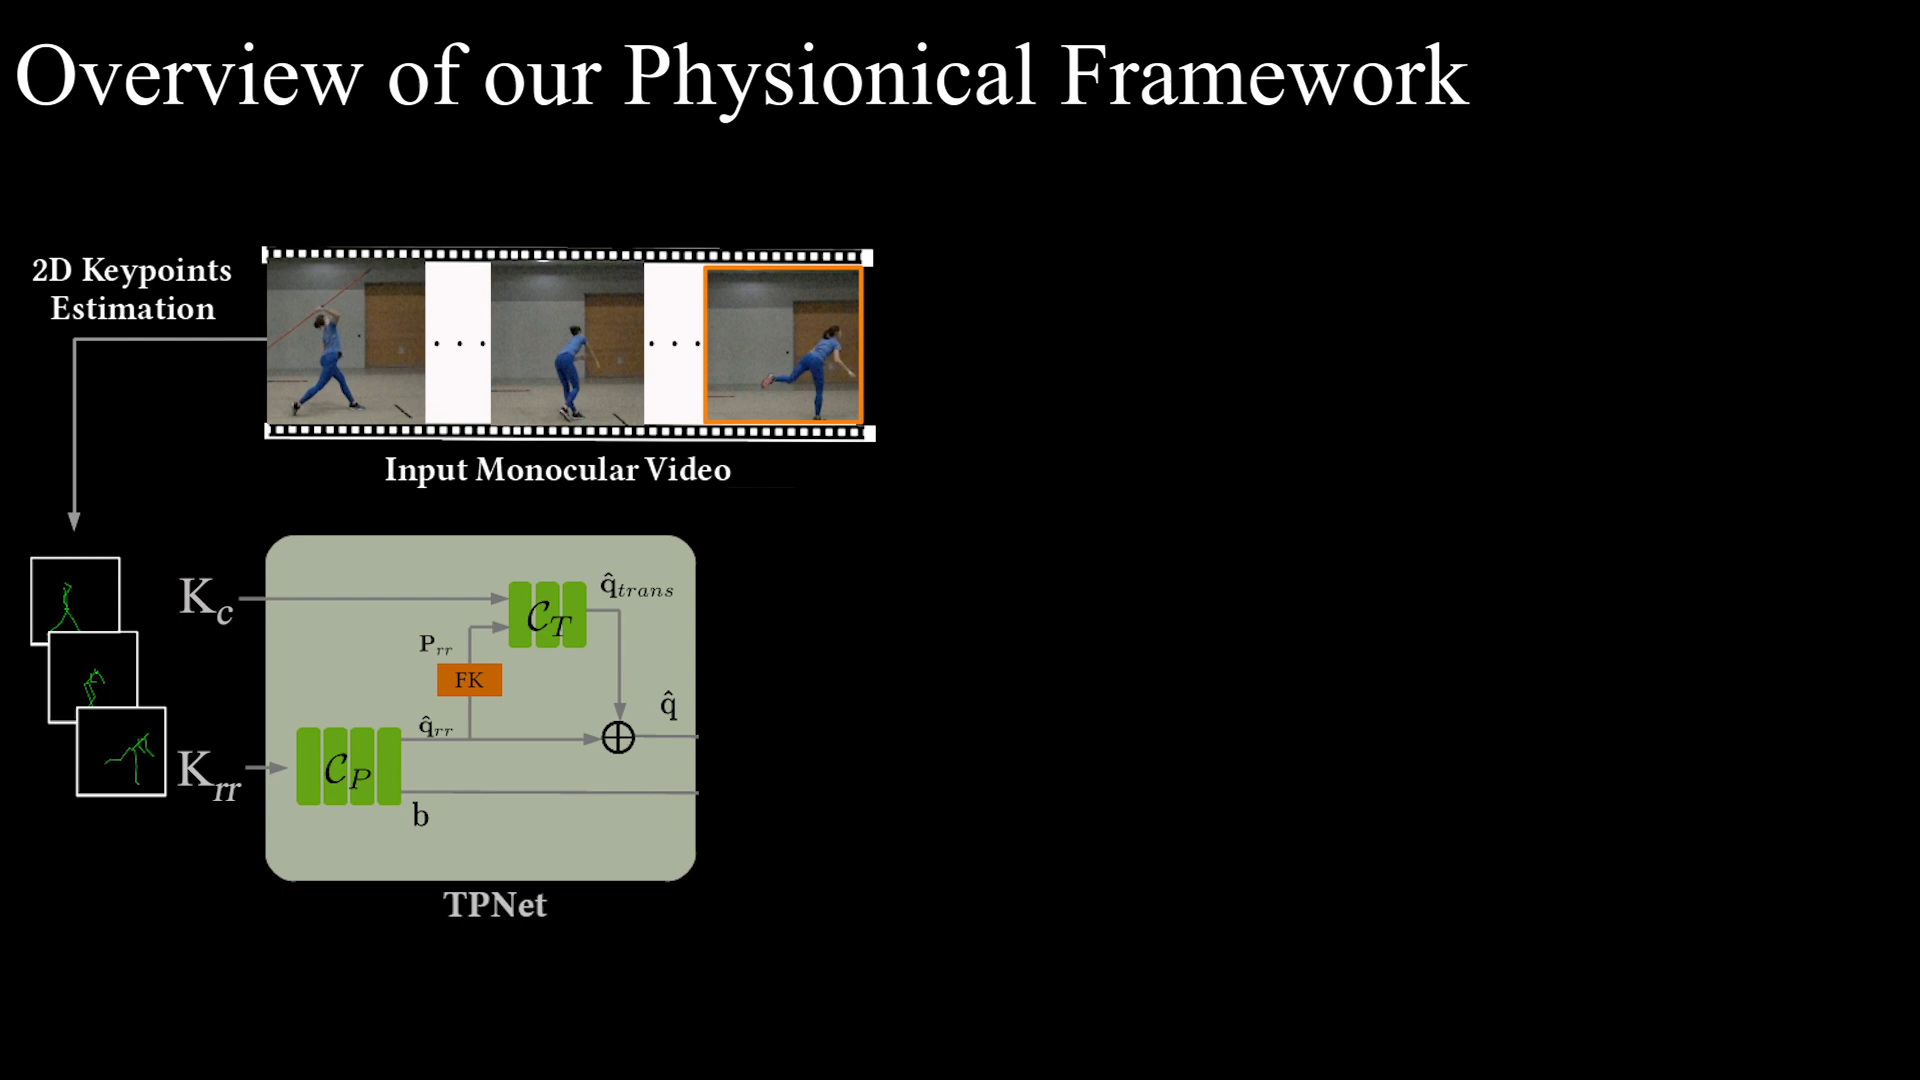 Overview of our Physionical Framework
2D Keypoints
Estimation
. . .
. . .
Input Monocular Video
K_c
C_T
q̂_trans
P_rr
FK
q̂
q̂_rr
K_rr
C_P
b
TPNet